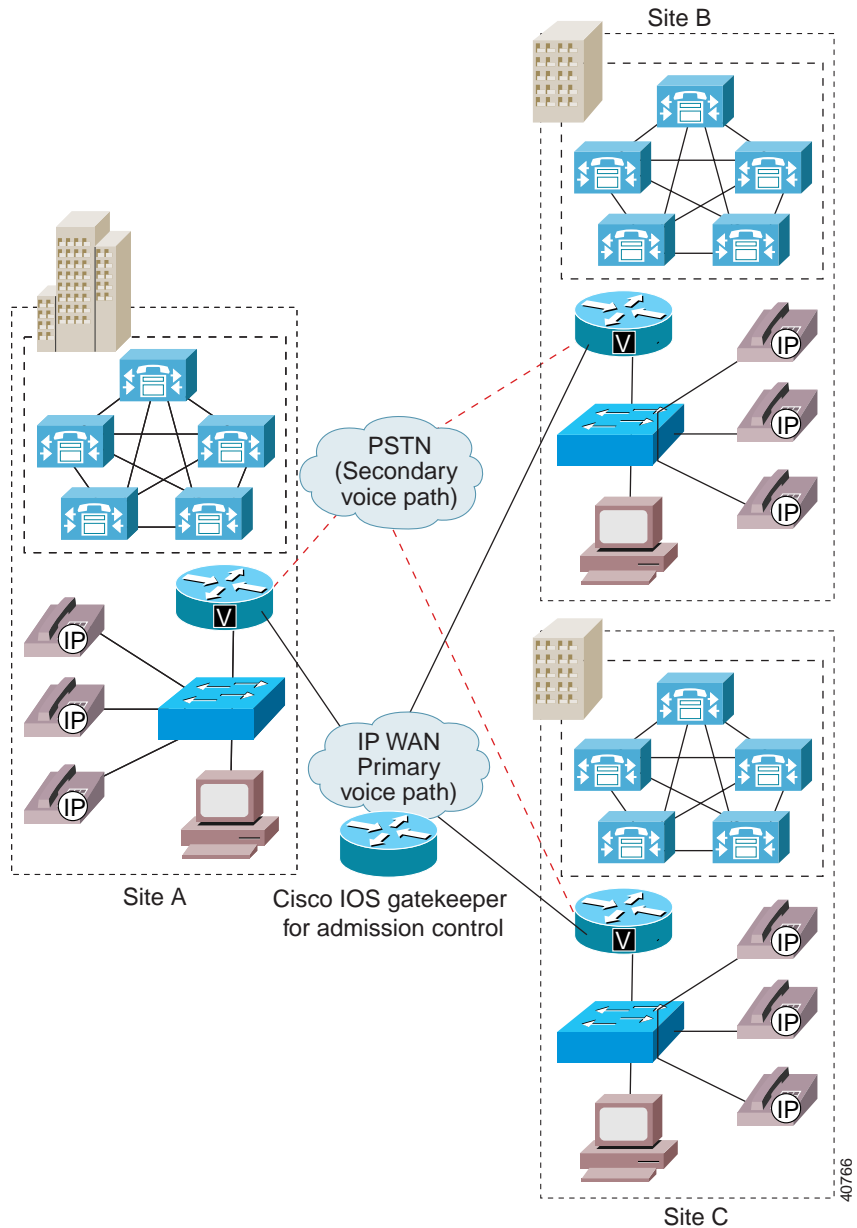 Site B
V
IP
IP
IP
PSTN
(Secondary
voice path)
V
IP
IP
IP
IP WAN
Primary
voice path)
Site A
Cisco IOS gatekeeper
for admission control
V
IP
IP
IP
Site C
40766